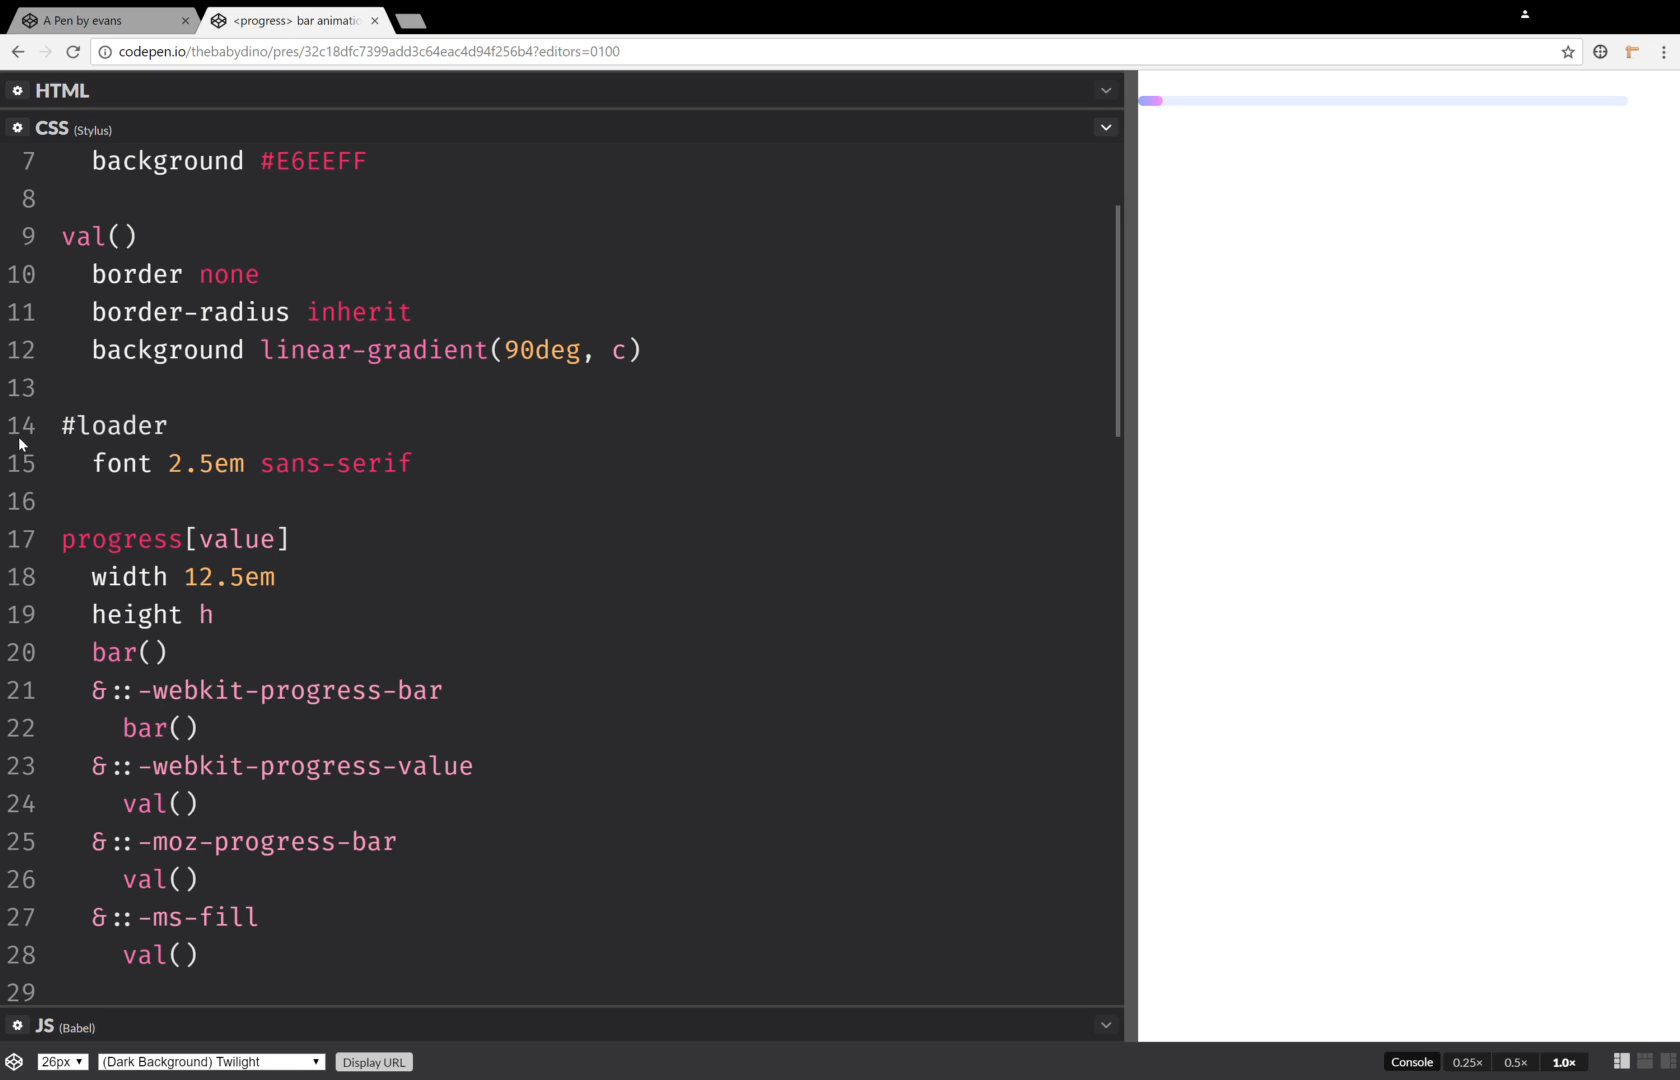 A Pen by evans
<progress> bar animatio
codepen.io/thebabydino/pres/32c18dfc7399add3c64eac4d94f256b4?editors=0100
HTML
CSS (Stylus)
7 background #E6EEFF
8
9 val()
10 border none
11 border-radius inherit
12 background linear-gradient(90deg, c)
13
14 #loader
15 font 2.5em sans-serif
16
17 progress[value]
18 width 12.5em
19 height h
20 bar()
21 &::-webkit-progress-bar
22 bar()
23 &::-webkit-progress-value
24 val()
25 &::-moz-progress-bar
26 val()
27 &::-ms-fill
28 val()
29
JS (Babel)
26px (Dark Background) Twilight Display URL Console 0.25× 0.5× 1.0×